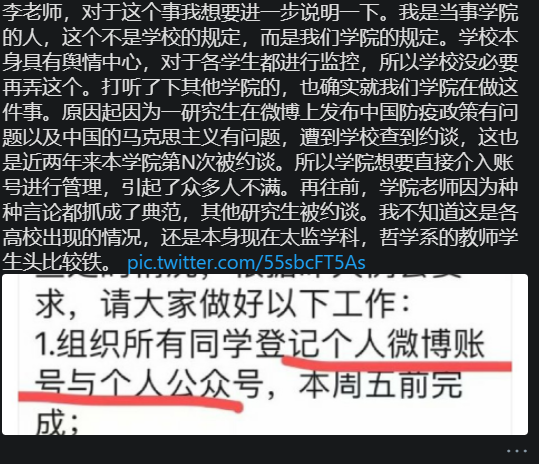 李老师，对于这个事我想要进一步说明一下。我是当事学院
的人，这个不是学校的规定，而是我们学院的规定。学校本
身具有舆情中心，对于各学生都进行监控，所以学校没必要
再弄这个。打听了下其他学院的，也确实就我们学院在做这
件事。原因起因为一研究生在微博上发布中国防疫政策有问
题以及中国的马克思主义有问题，遭到学校查到约谈，这也
是近两年来本学院第N次被约谈。所以学院想要直接介入账
号进行管理，引起了众多人不满。再往前，学院老师因为种
种言论都抓成了典范，其他研究生被约谈。我不知道这是各
高校出现的情况，还是本身现在太监学科，哲学系的教师学
生头比较铁。 pic.twitter.com/55sbcFT5As
求，请大家做好以下工作：
1.组织所有同学登记个人微博账
号与个人公众号，本周五前完
成；